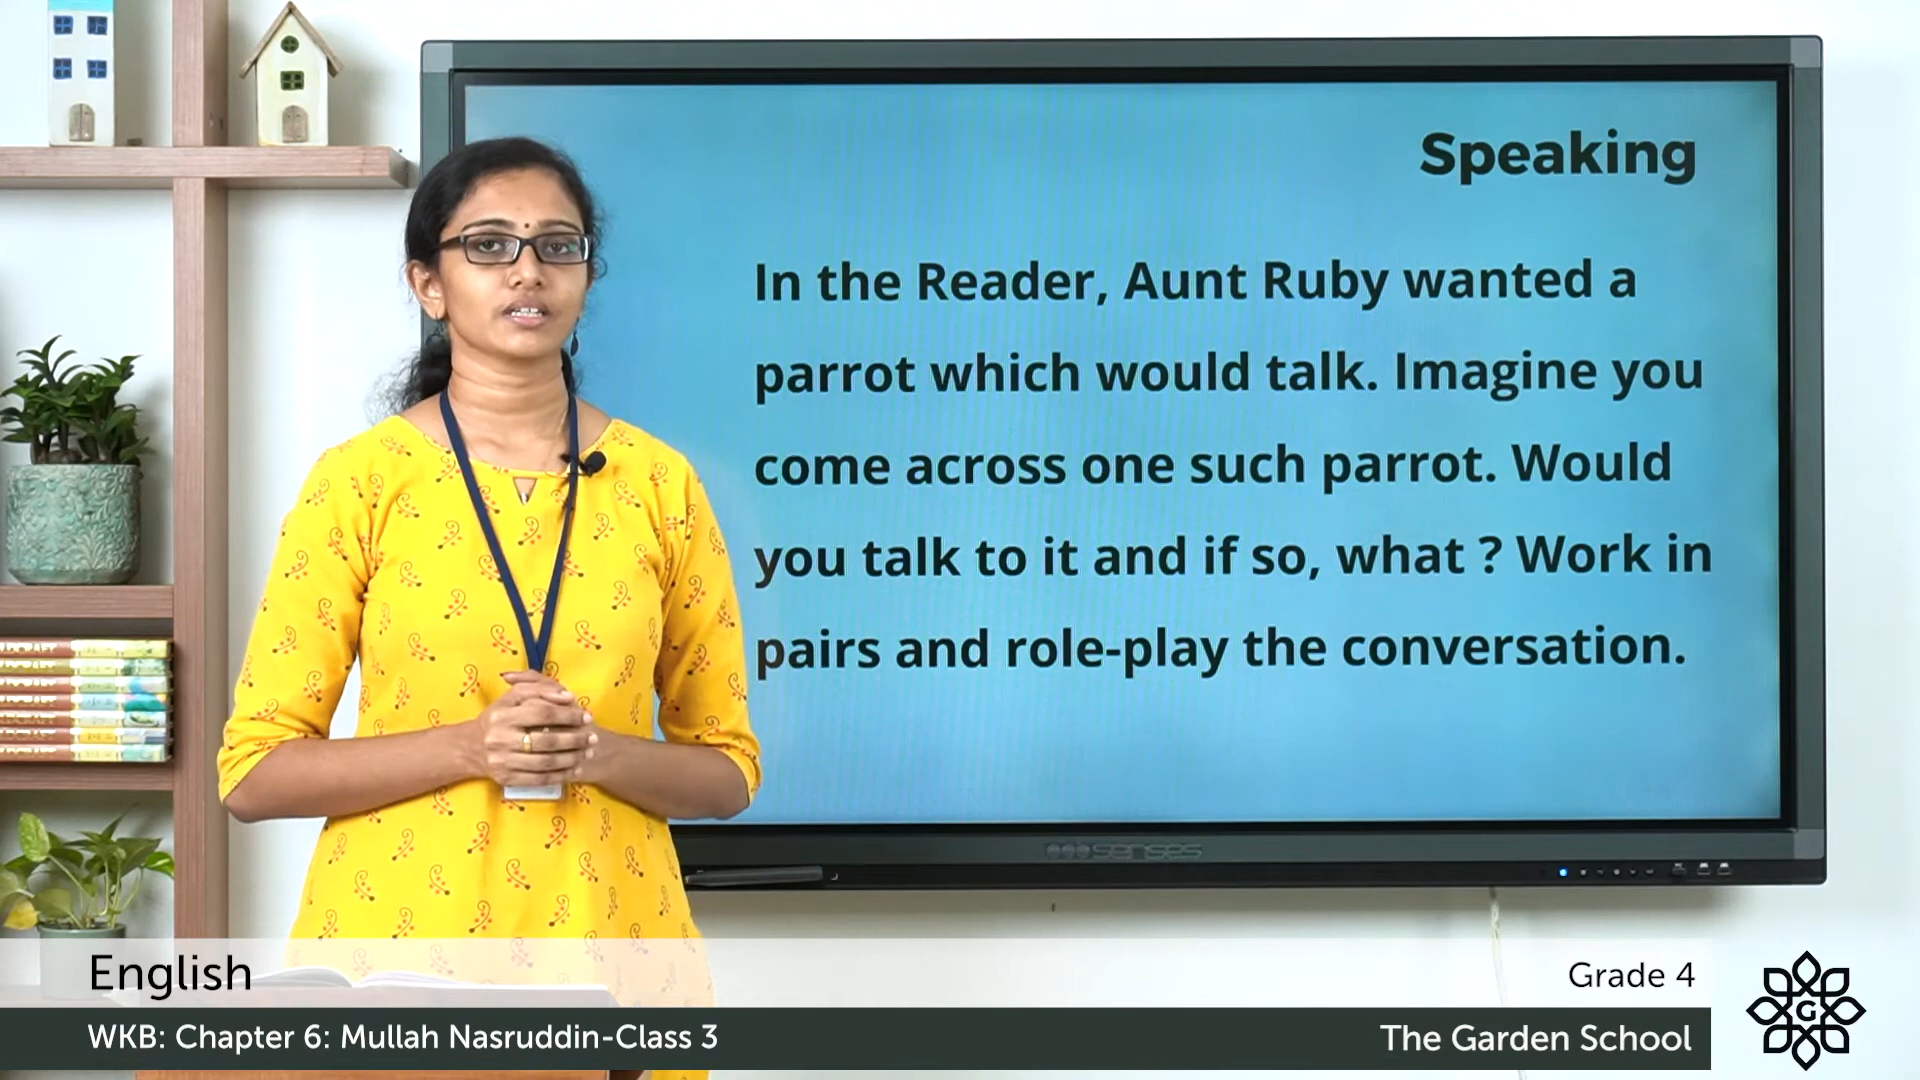 Speaking
In the Reader, Aunt Ruby wanted a
parrot which would talk. Imagine you
come across one such parrot. Would
you talk to it and if so, what ? Work in
pairs and role-play the conversation.
senses
English
Grade 4
WKB: Chapter 6: Mullah Nasruddin-Class 3
The Garden School
G